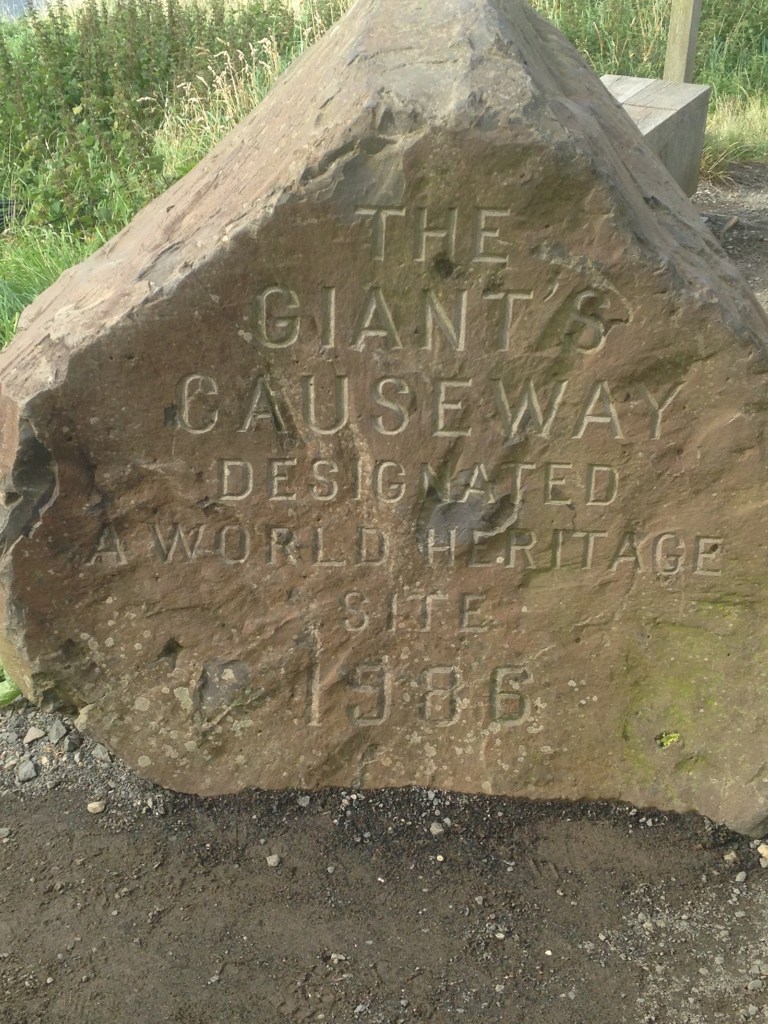 THE
GIANT'S
CAUSEWAY
DESIGNATED
A WORLD HERITAGE
SITE
1986